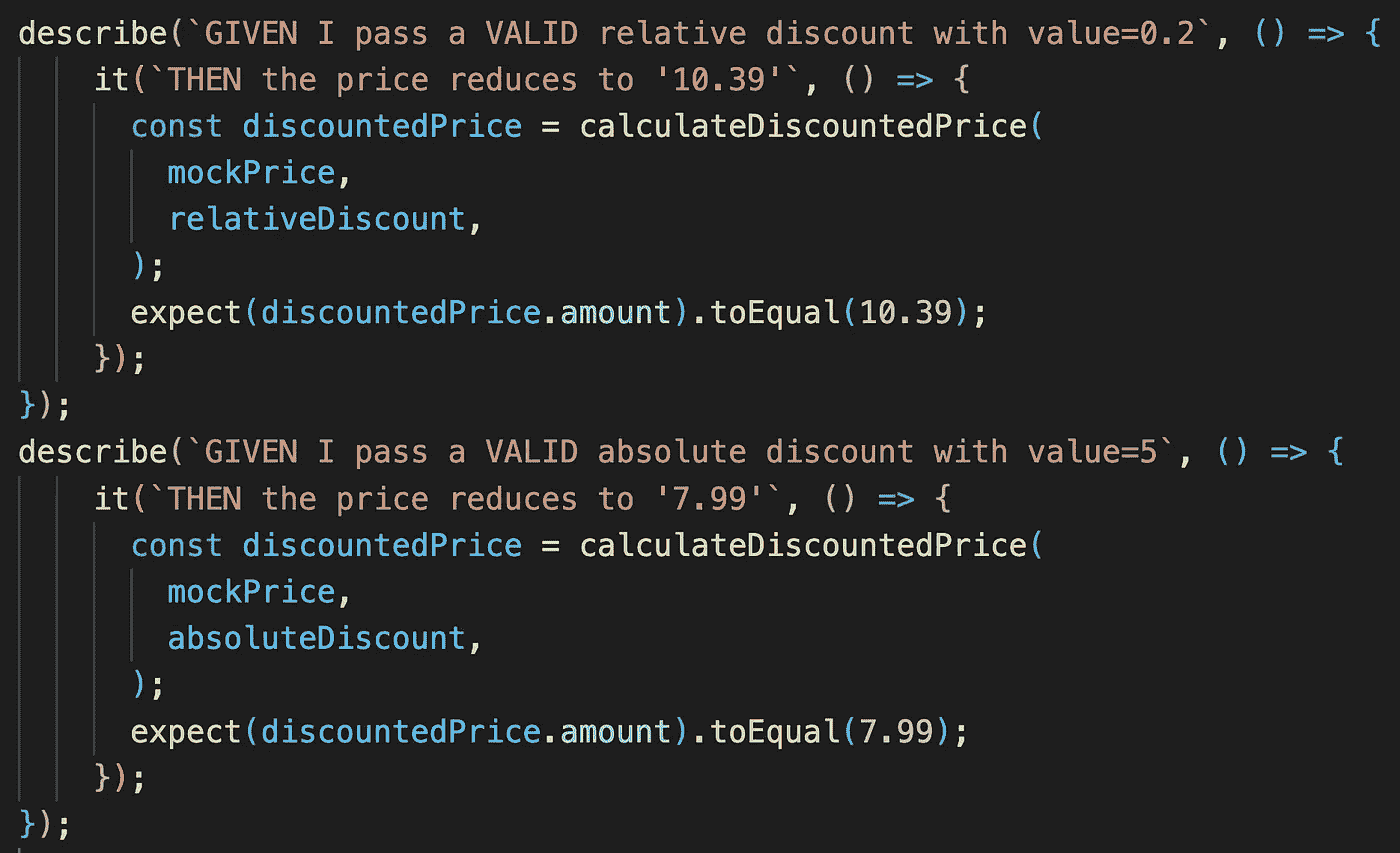 describe(`GIVEN I pass a VALID relative discount with value=0.2`, () => {
it(`THEN the price reduces to '10.39'`, () => {
const discountedPrice = calculateDiscountedPrice(
mockPrice,
relativeDiscount,
);
expect(discountedPrice.amount).toEqual(10.39);
});
});
describe(`GIVEN I pass a VALID absolute discount with value=5`, () => {
it(`THEN the price reduces to '7.99'`, () => {
const discountedPrice = calculateDiscountedPrice(
mockPrice,
absoluteDiscount,
);
expect(discountedPrice.amount).toEqual(7.99);
});
});